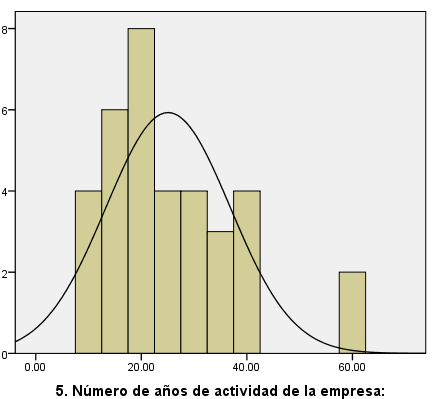 8
6
4
2
0
0.00 20.00 40.00 60.00
5. Número de años de actividad de la empresa: